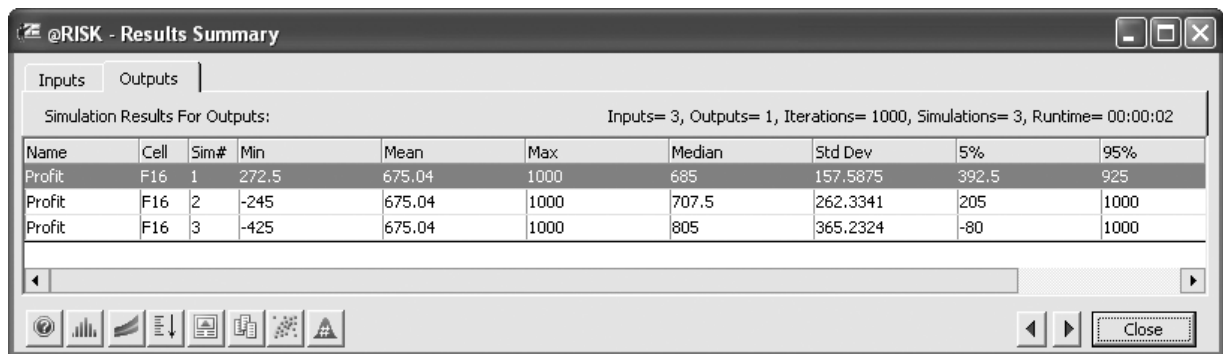 @RISK - Results Summary
Inputs Outputs
Simulation Results For Outputs: Inputs= 3, Outputs= 1, Iterations= 1000, Simulations= 3, Runtime= 00:00:02
Name Cell Sim# Min Mean Max Median Std Dev 5% 95%
Profit F16 1 272.5 675.04 1000 685 157.5875 392.5 925
Profit F16 2 -245 675.04 1000 707.5 262.3341 205 1000
Profit F16 3 -425 675.04 1000 805 365.2324 -80 1000
Close